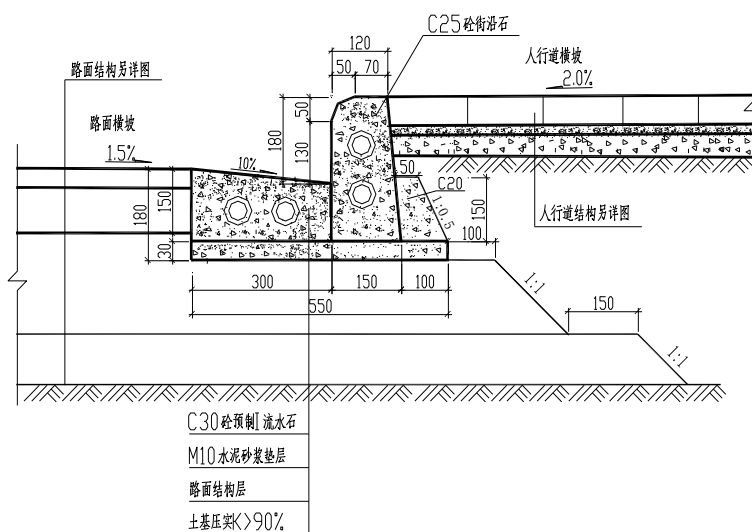 C25砼街沿石
120
人行道横坡
50 70
2.0%
路面结构另详图
50
180
路面横坡
130
1.5%
10%
50
C20
1:0.5
150
人行道结构另详图
180
150
30
100
300
150
100
1:1
150
550
1:1
C30砼预制I流水石
M10水泥砂浆垫层
路面结构层
土基压实K>90%